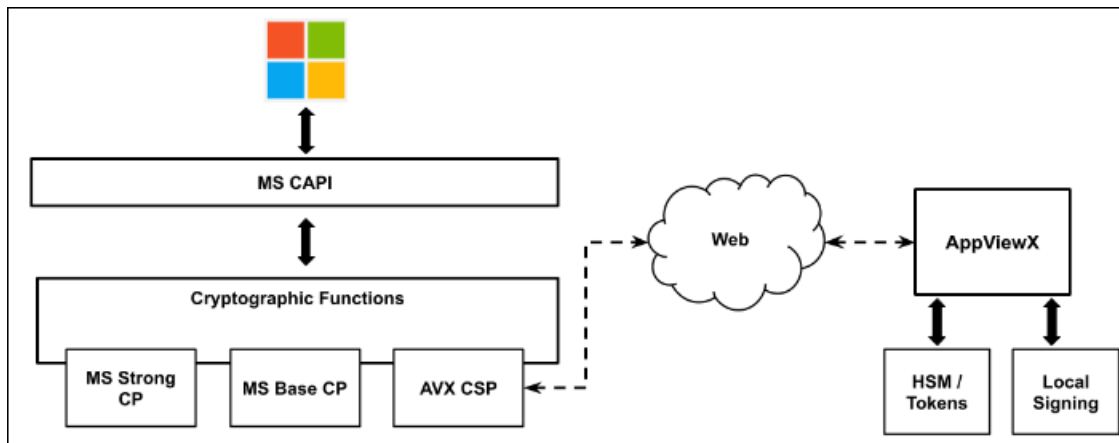 MS CAPI
Web
AppViewX
Cryptographic Functions
MS Strong
CP
MS Base CP
AVX CSP
HSM /
Tokens
Local
Signing